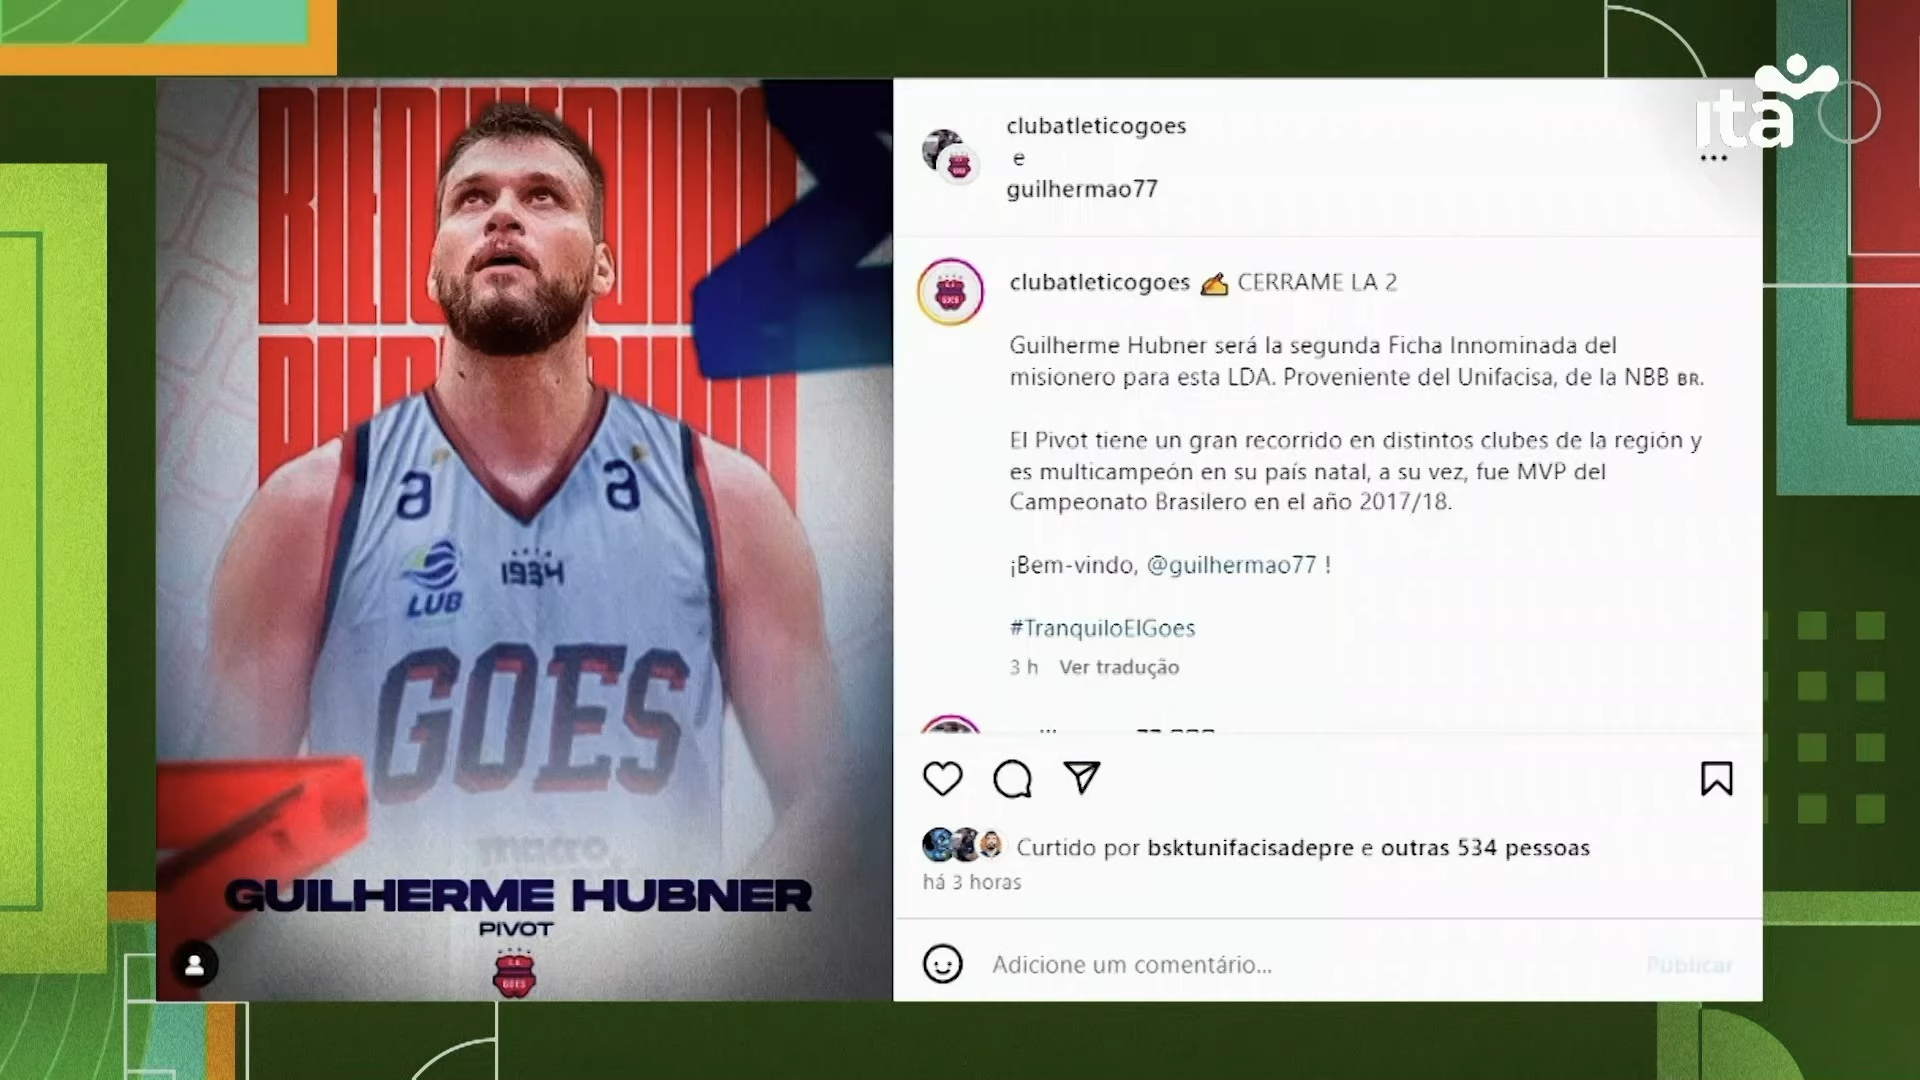 ita
BIENVENIDO
a
a
LUB
1934
GOES
macro
GUILHERME HUBNER
PIVOT
GOES
clubatleticogoes
e
guilhermao77
clubatleticogoes ✍️ CERRAME LA 2
Guilherme Hubner será la segunda Ficha Innominada del
misionero para esta LDA. Proveniente del Unifacisa, de la NBB BR.
El Pivot tiene un gran recorrido en distintos clubes de la región y
es multicampeón en su país natal, a su vez, fue MVP del
Campeonato Brasilero en el año 2017/18.
¡Bem-vindo, @guilhermao77 !
#TranquiloElGoes
3 h Ver tradução
Curtido por bsktunifacisadepre e outras 534 pessoas
há 3 horas
Adicione um comentário...
Publicar